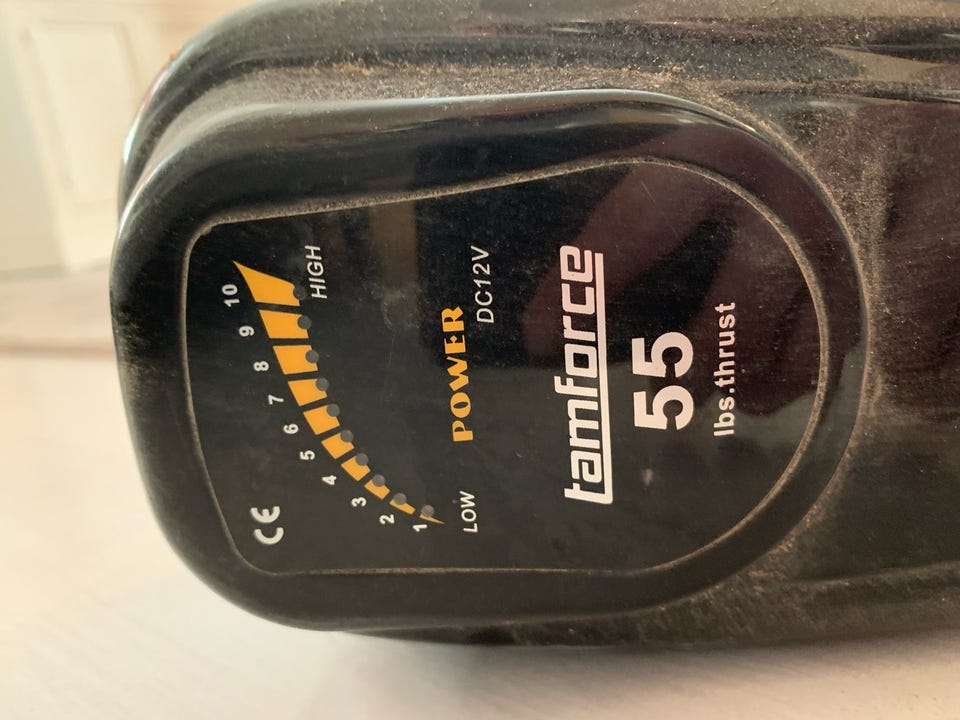 CE
1 2 3 4 5 6 7 8 9 10
LOW HIGH
POWER
DC12V
tamforce
55
lbs.thrust